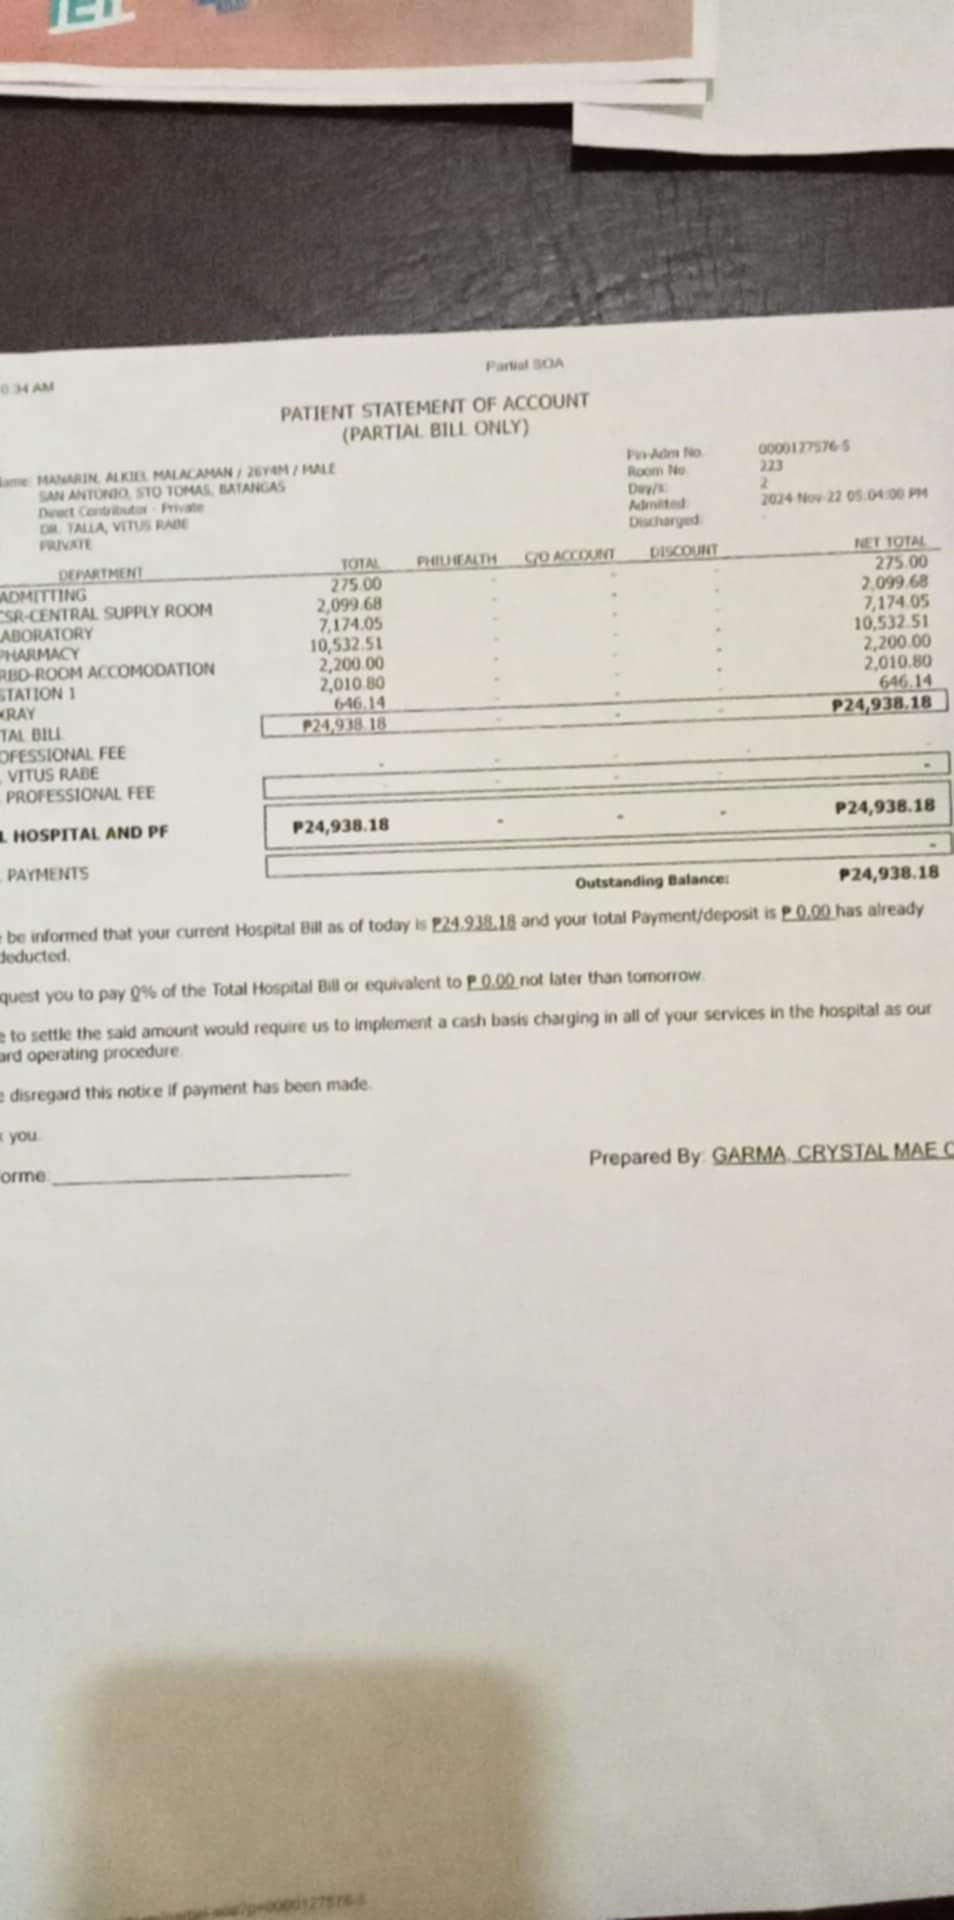 Partial SOA
0:34 AM
PATIENT STATEMENT OF ACCOUNT
(PARTIAL BILL ONLY)
ame: MANARIN, ALKIEL MALACAMAN / 26Y4M / MALE
SAN ANTONIO, STO TOMAS, BATANGAS
Direct Contributor - Private
DR. TALLA, VITUS RABE
PRIVATE
Pin-Adm No. 0000127576-5
Room No. 223
Day/s: 2
Admitted: 2024-Nov-22 05:04:00 PM
Discharged: -
DEPARTMENT TOTAL PHILHEALTH C/O ACCOUNT DISCOUNT NET TOTAL
ADMITTING 275.00 - - - 275.00
CSR-CENTRAL SUPPLY ROOM 2,099.68 - - - 2,099.68
ABORATORY 7,174.05 - - - 7,174.05
PHARMACY 10,532.51 - - - 10,532.51
RBD-ROOM ACCOMODATION 2,200.00 - - - 2,200.00
STATION 1 2,010.80 - - - 2,010.80
XRAY 646.14 - - - 646.14
TAL BILL ₱24,938.18 - - - ₱24,938.18
OFESSIONAL FEE
. VITUS RABE - - - - -
PROFESSIONAL FEE - - - - -
L HOSPITAL AND PF ₱24,938.18 - - - ₱24,938.18
. PAYMENTS -
Outstanding Balance: ₱24,938.18
e be informed that your current Hospital Bill as of today is ₱24,938.18 and your total Payment/deposit is ₱ 0.00 has already
deducted.
quest you to pay 0% of the Total Hospital Bill or equivalent to ₱ 0.00 not later than tomorrow.
e to settle the said amount would require us to implement a cash basis charging in all of your services in the hospital as our
ard operating procedure.
e disregard this notice if payment has been made.
k you.
orme:
Prepared By: GARMA, CRYSTAL MAE C